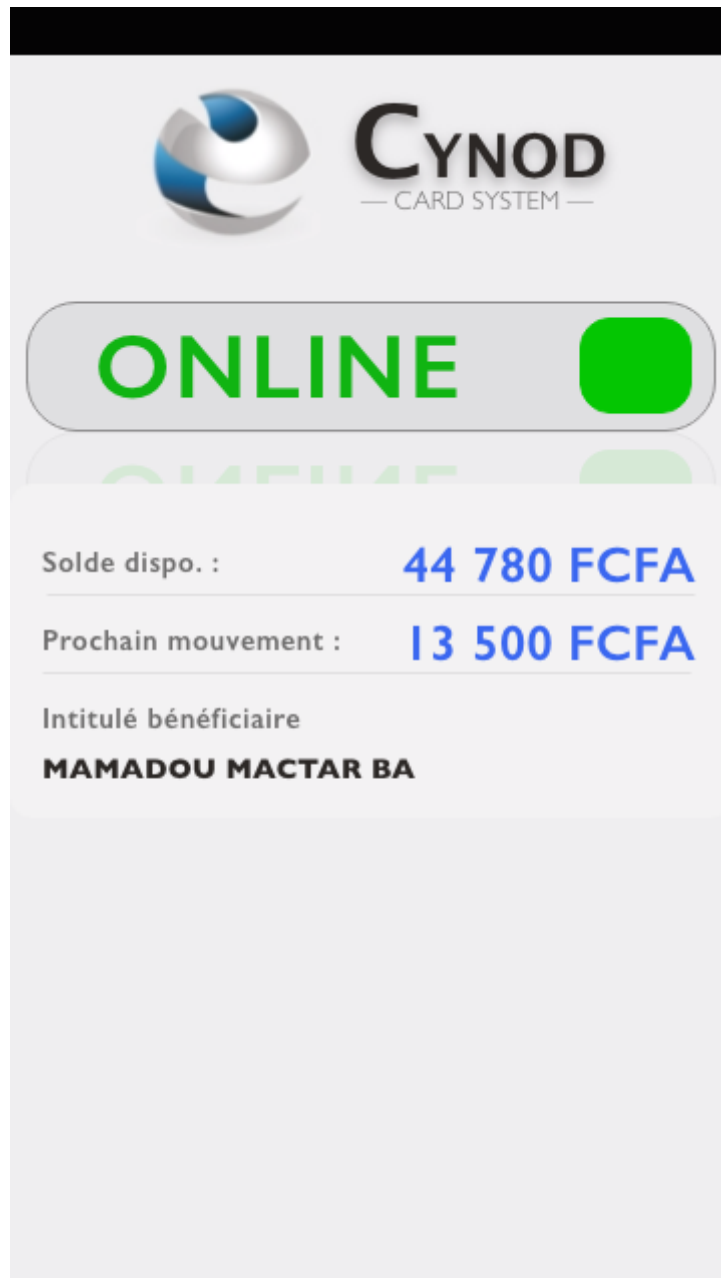 CYNOD
— CARD SYSTEM —
ONLINE
Solde dispo. : 44 780 FCFA
Prochain mouvement : 13 500 FCFA
Intitulé bénéficiaire
MAMADOU MACTAR BA